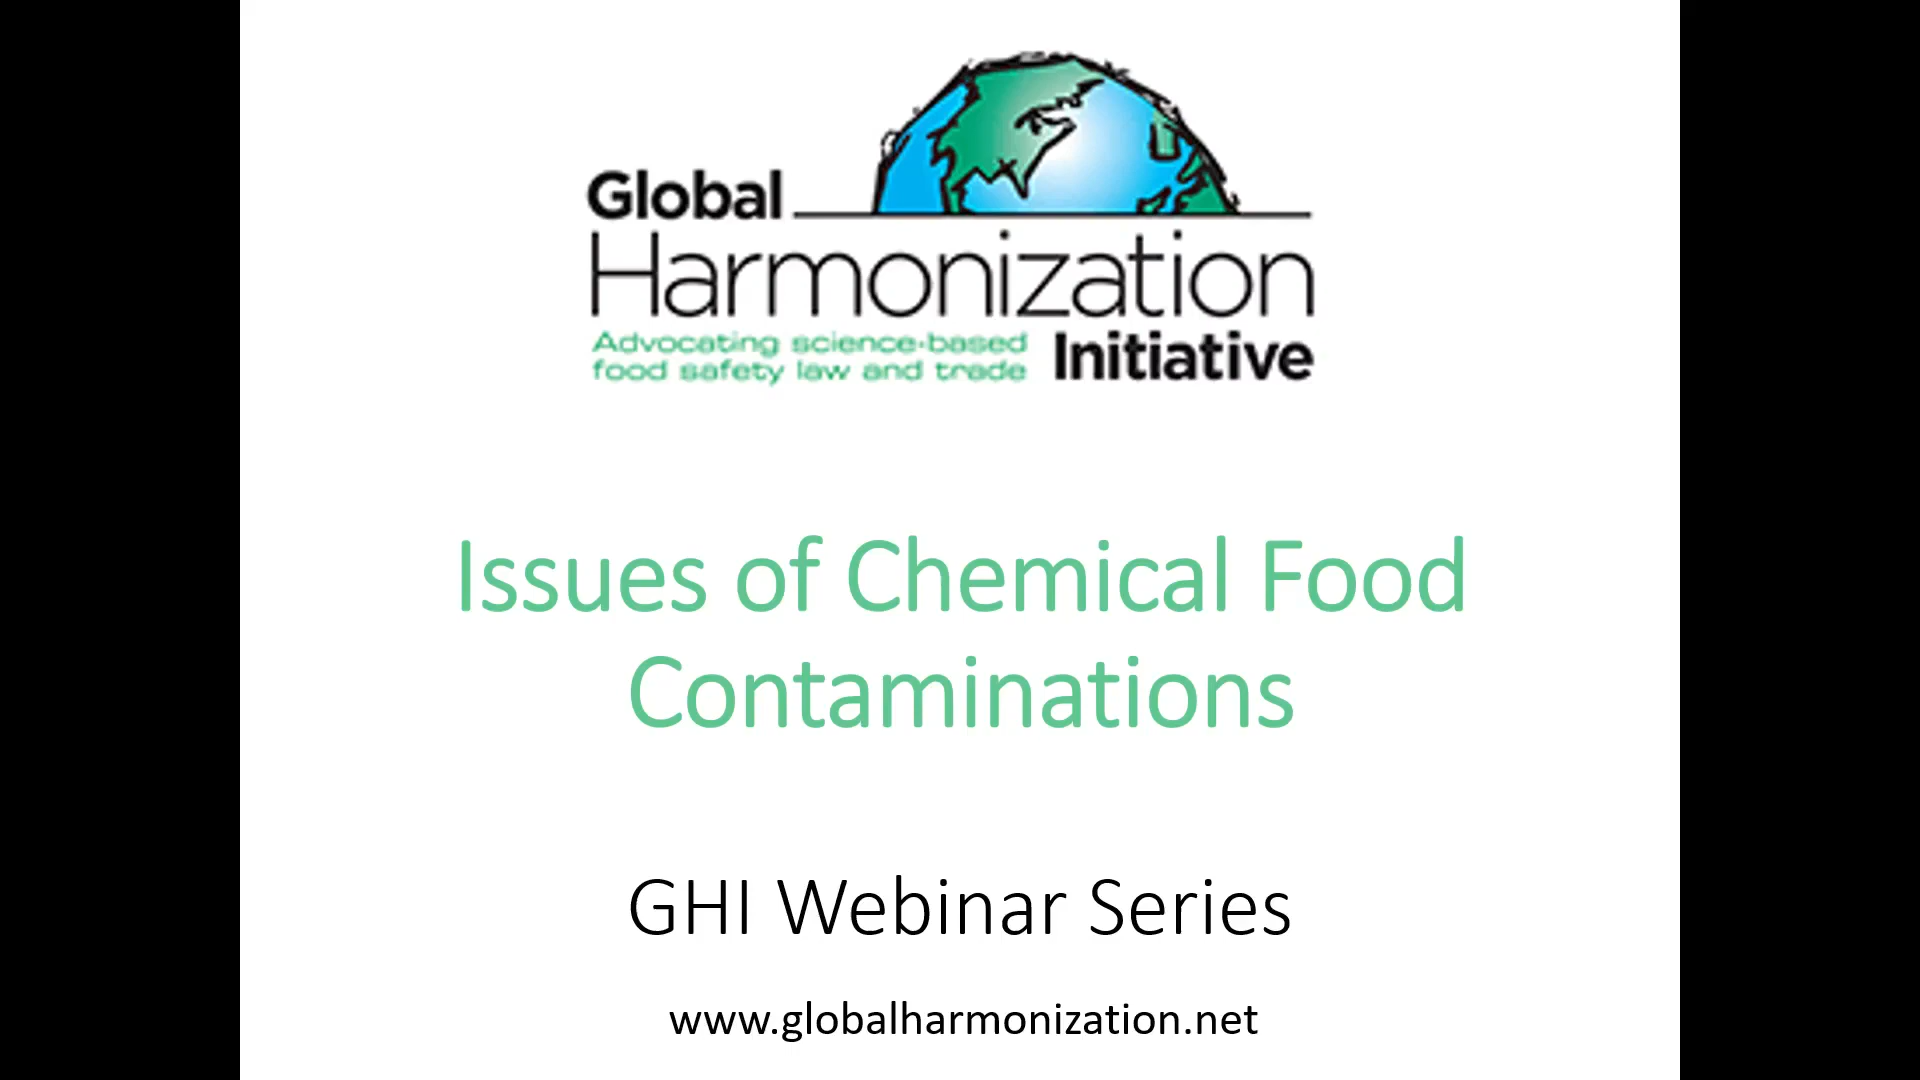 Global
Harmonization
Advocating science-based
food safety law and trade
Initiative
Issues of Chemical Food
Contaminations
GHI Webinar Series
www.globalharmonization.net